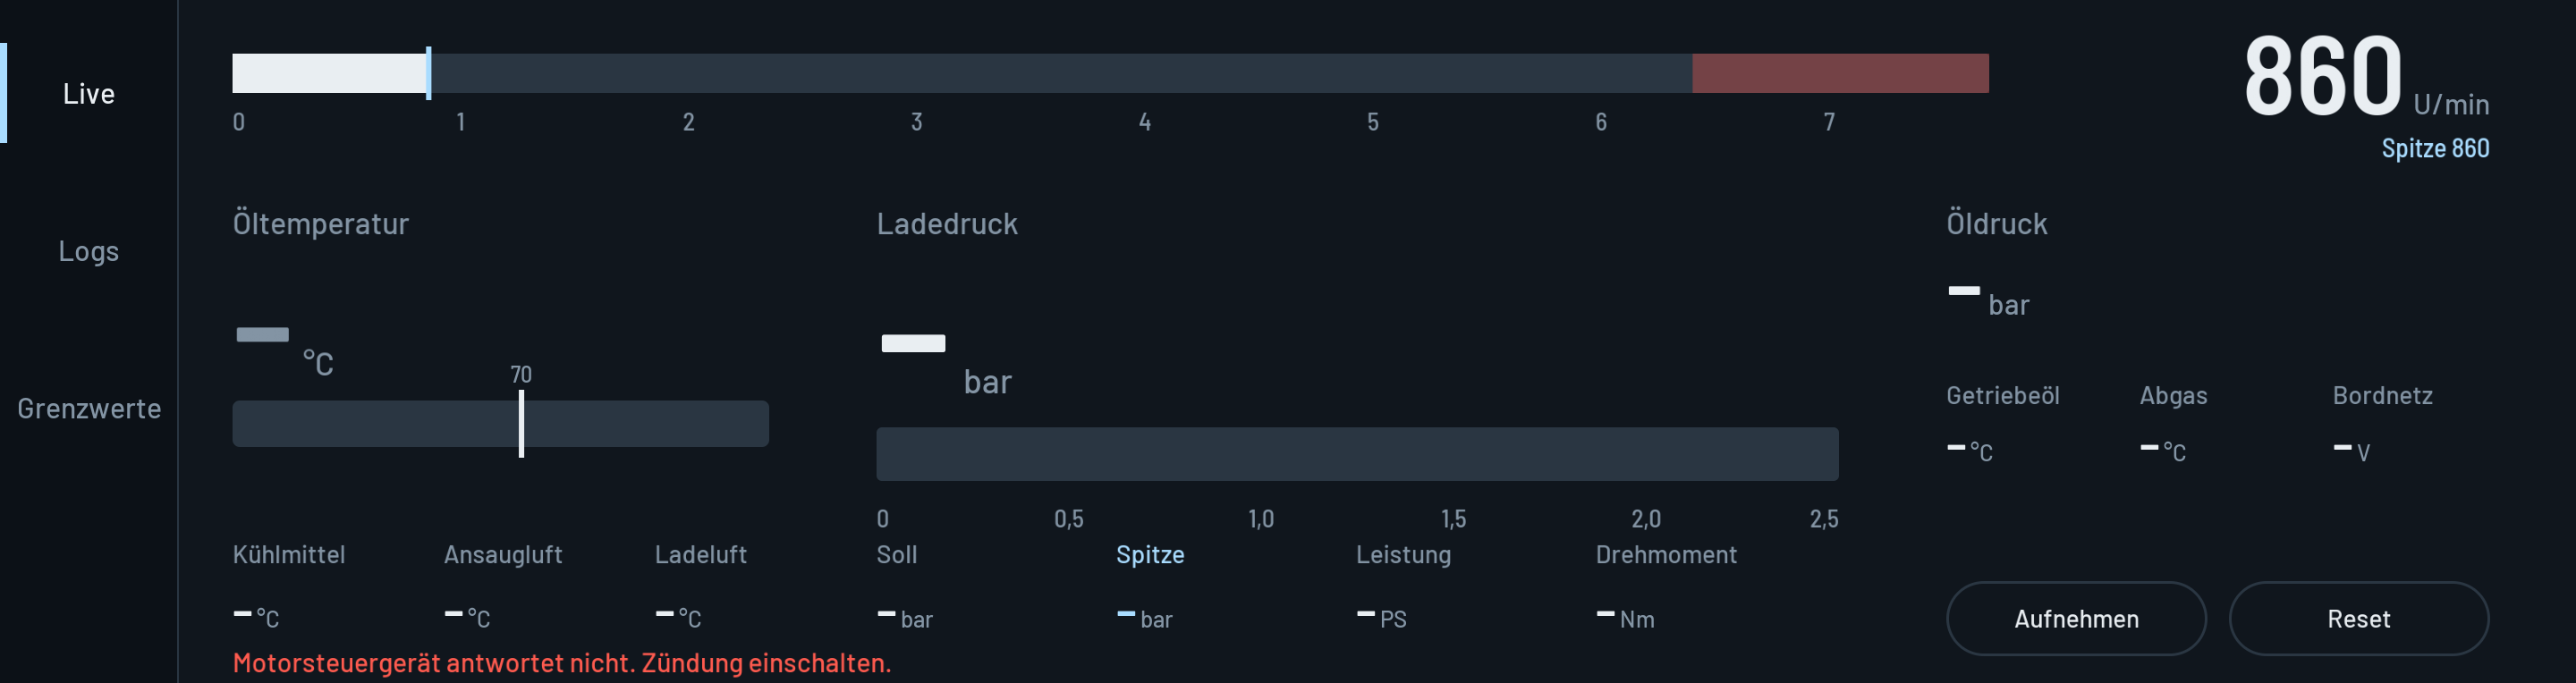 Live
Logs
Grenzwerte
0 1 2 3 4 5 6 7
860 U/min
Spitze 860
Öltemperatur
– °C
70
Kühlmittel Ansaugluft Ladeluft
– °C – °C – °C
Ladedruck
– bar
0 0,5 1,0 1,5 2,0 2,5
Soll Spitze Leistung Drehmoment
– bar – bar – PS – Nm
Öldruck
– bar
Getriebeöl Abgas Bordnetz
– °C – °C – V
Aufnehmen Reset
Motorsteuergerät antwortet nicht. Zündung einschalten.